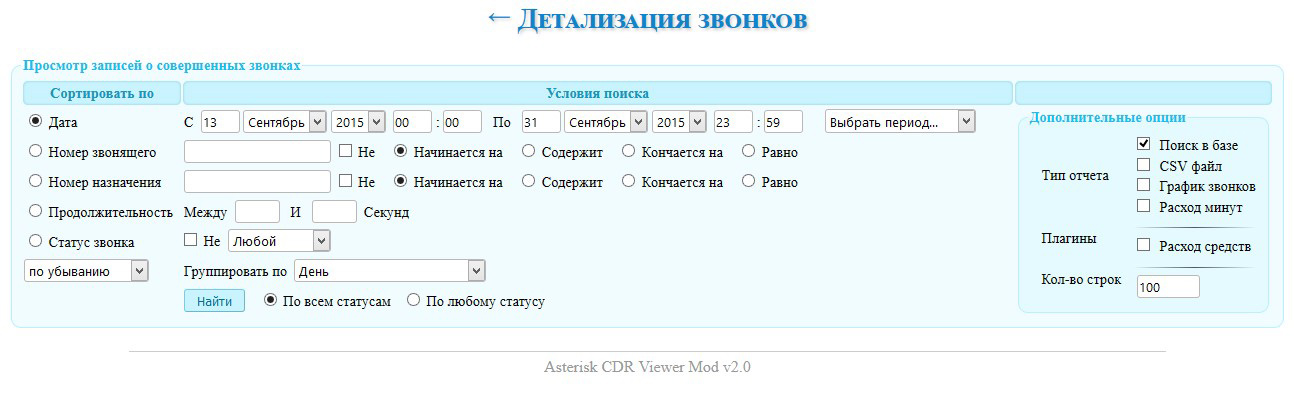 ← Детализация звонков
Просмотр записей о совершенных звонках
Сортировать по Условия поиска
Дата С 13 Сентябрь 2015 00 : 00 По 31 Сентябрь 2015 23 : 59 Выбрать период...
Дополнительные опции
Номер звонящего Не Начинается на Содержит Кончается на Равно
Номер назначения Не Начинается на Содержит Кончается на Равно
Продолжительность Между И Секунд
Статус звонка Не Любой
по убыванию Группировать по День
Найти По всем статусам По любому статусу
Тип отчета
Поиск в базе
CSV файл
График звонков
Расход минут
Плагины Расход средств
Кол-во строк 100
Asterisk CDR Viewer Mod v2.0